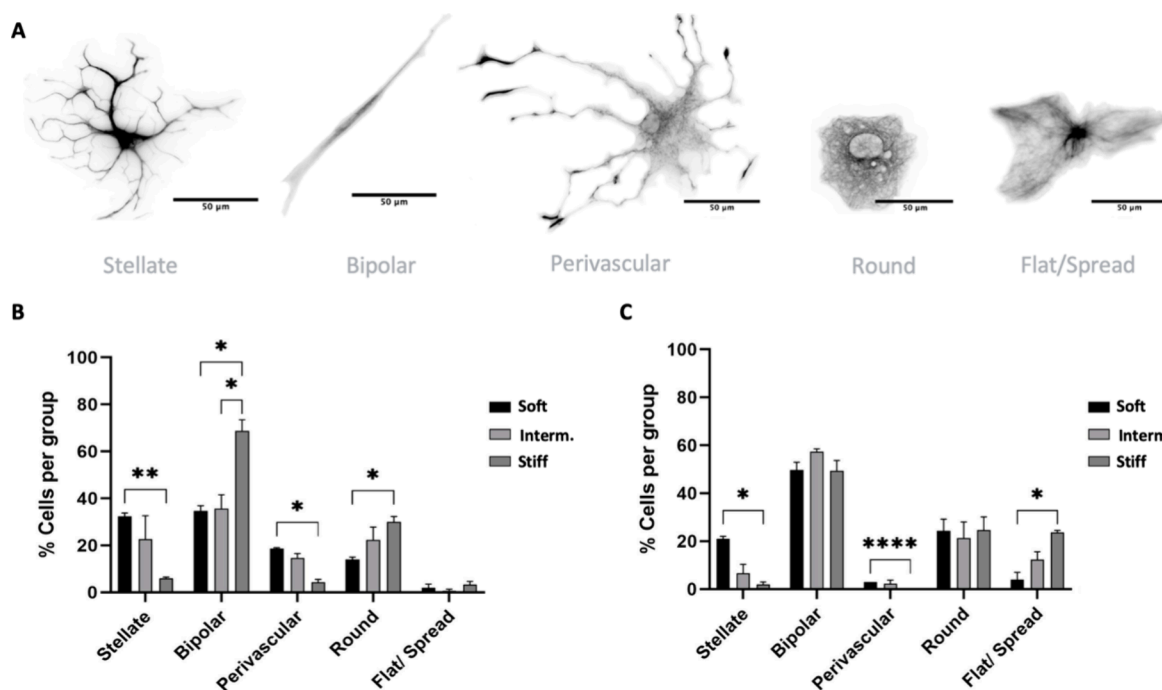 A
50 μm
50 μm
50 μm
50 μm
50 μm
Stellate
Bipolar
Perivascular
Round
Flat/Spread
B
% Cells per group
100
80
60
40
20
0
**
*
*
*
*
Soft
Interm.
Stiff
Stellate
Bipolar
Perivascular
Round
Flat/ Spread
C
% Cells per group
100
80
60
40
20
0
*
****
*
Soft
Intern
Stiff
Stellate
Bipolar
Perivascular
Round
Flat/ Spread